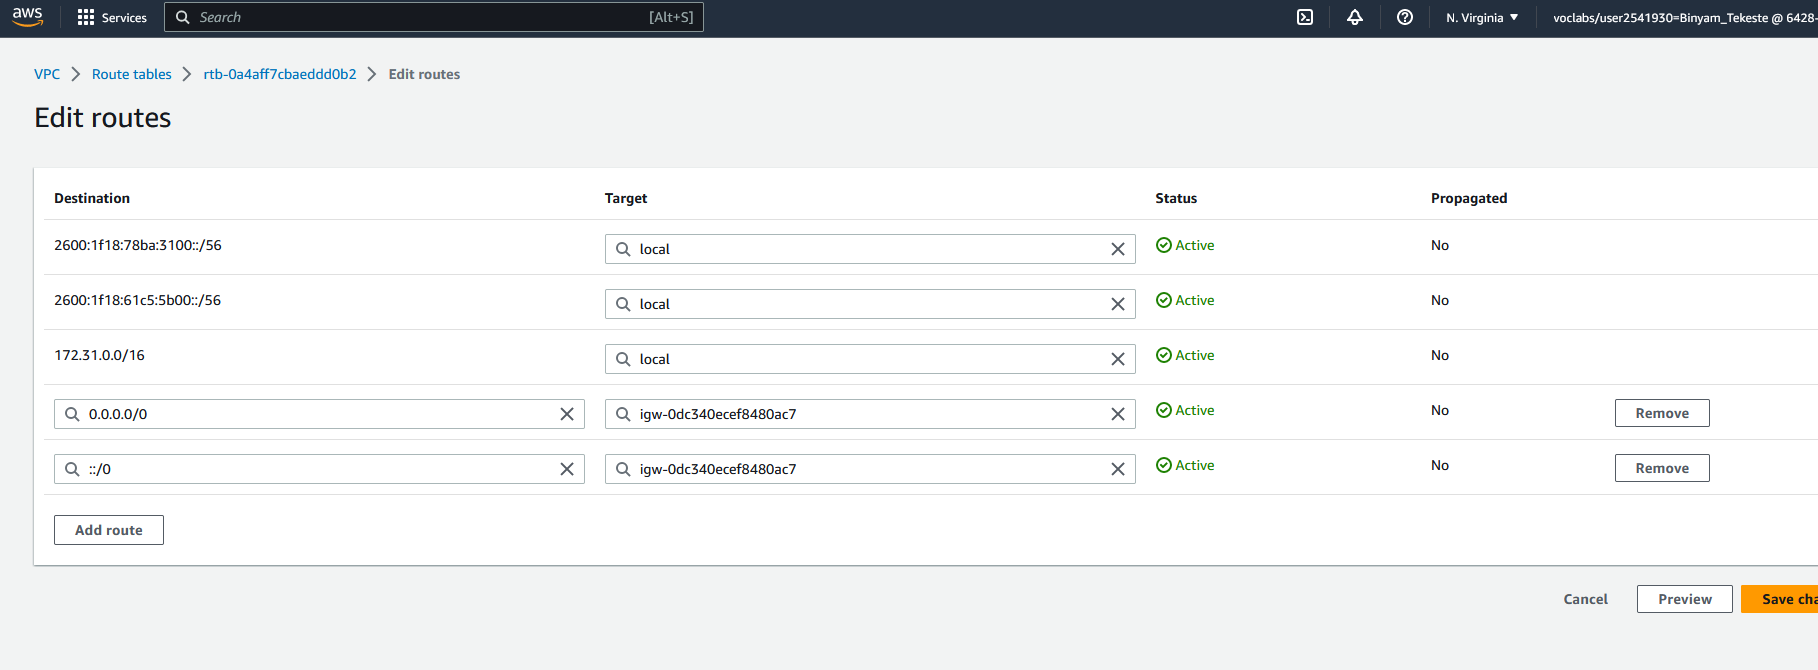 aws Services Search [Alt+S] N. Virginia voclabs/user2541930=Binyam_Tekeste @ 6428-
VPC Route tables rtb-0a4aff7cbaeddd0b2 Edit routes
Edit routes
Destination Target Status Propagated
2600:1f18:78ba:3100::/56 local Active No
2600:1f18:61c5:5b00::/56 local Active No
172.31.0.0/16 local Active No
0.0.0.0/0 igw-0dc340ecef8480ac7 Active No Remove
::/0 igw-0dc340ecef8480ac7 Active No Remove
Add route
Cancel Preview Save cha